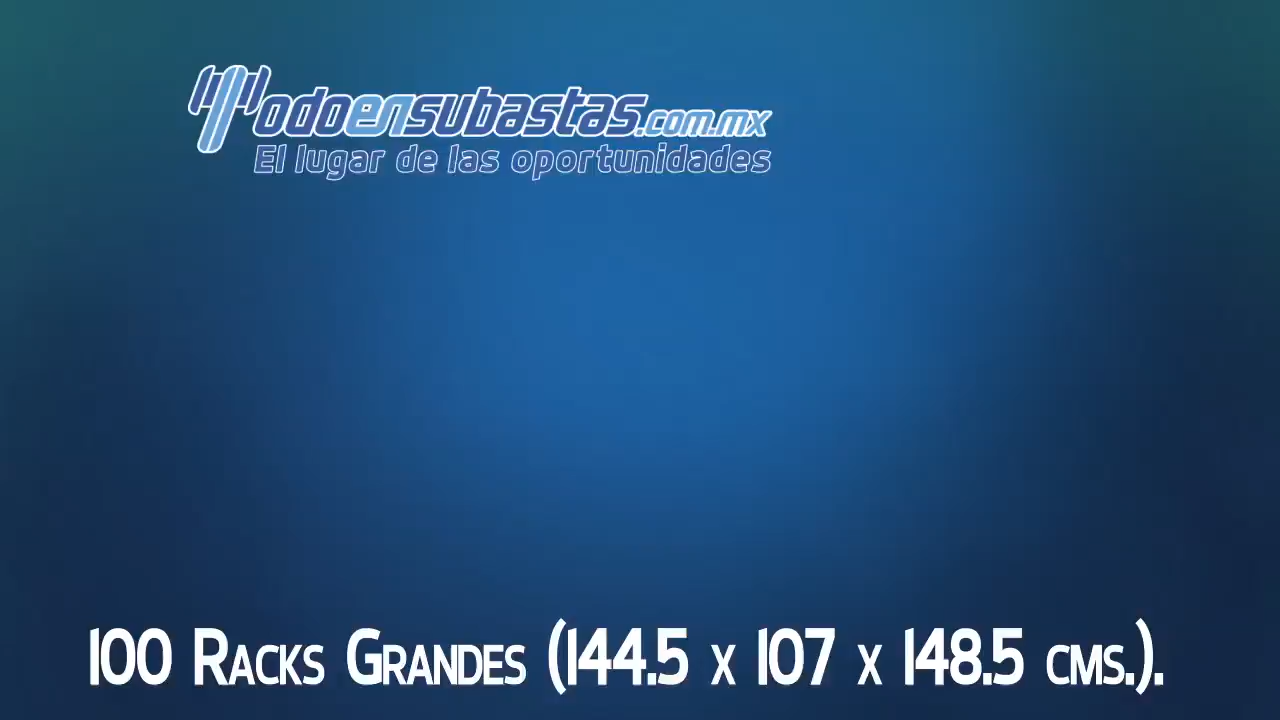 Todoensubastas.com.mx
El lugar de las oportunidades
100 Racks Grandes (144.5 x 107 x 148.5 cms.).